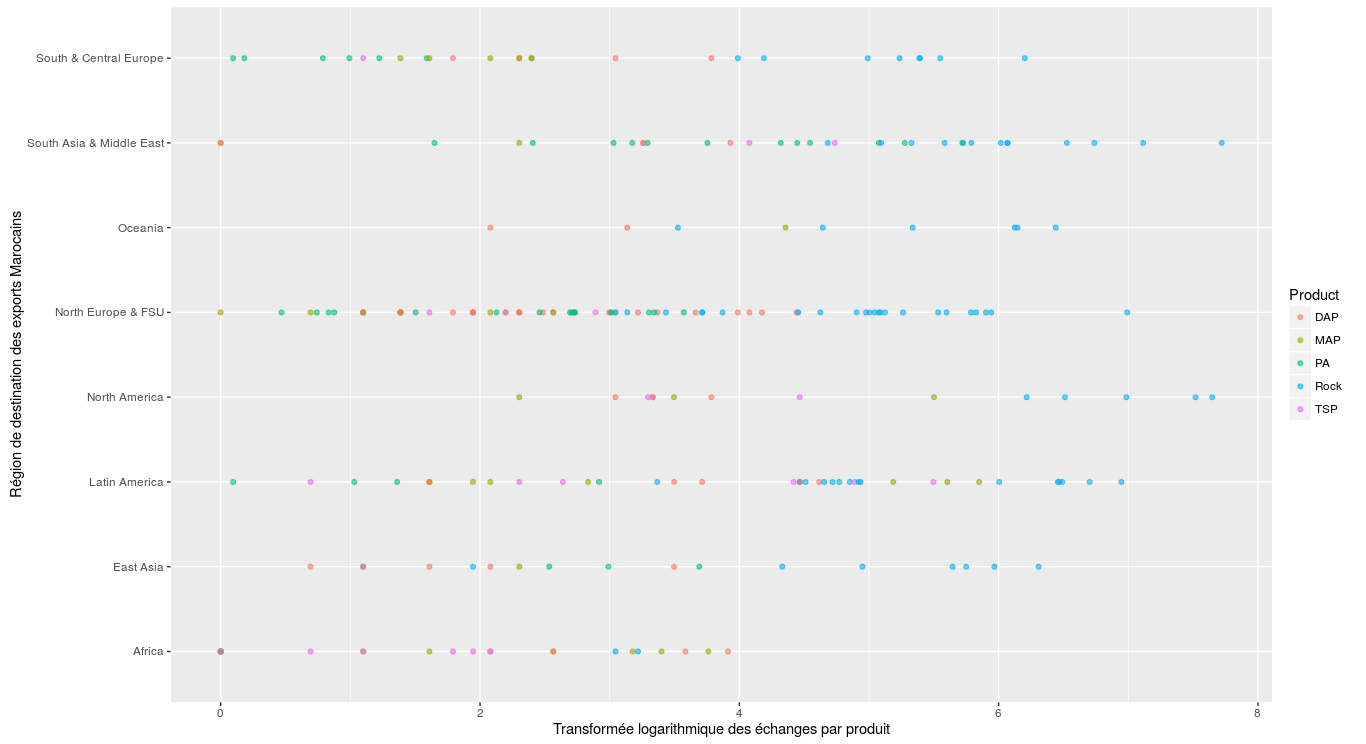 Région de destination des exports Marocains
South & Central Europe
South Asia & Middle East
Oceania
North Europe & FSU
North America
Latin America
East Asia
Africa
0 2 4 6 8
Transformée logarithmique des échanges par produit
Product
DAP
MAP
PA
Rock
TSP